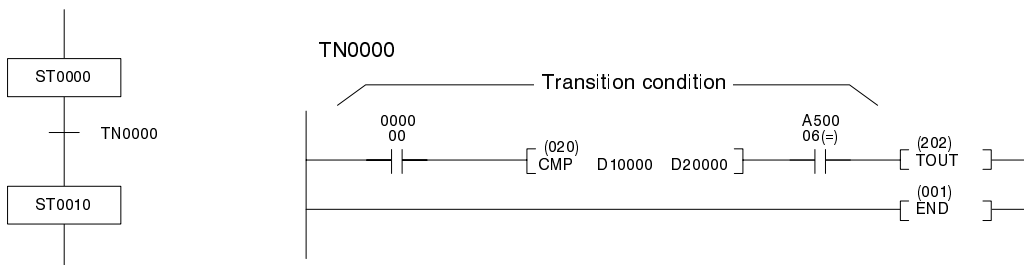 TN0000
Transition condition
ST0000
TN0000
ST0010
0000
00
(020)
CMP D10000 D20000
A500
06(=)
(202)
TOUT
(001)
END